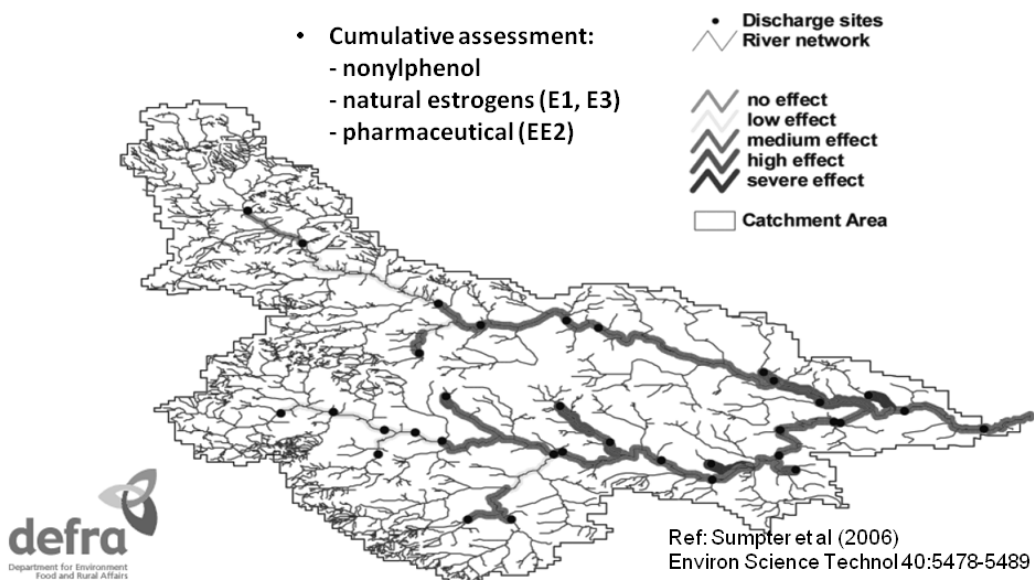 • Cumulative assessment:
- nonylphenol
- natural estrogens (E1, E3)
- pharmaceutical (EE2)
Discharge sites
River network
no effect
low effect
medium effect
high effect
severe effect
Catchment Area
defra
Department for Environment
Food and Rural Affairs
Ref: Sumpter et al (2006)
Environ Science Technol 40:5478-5489